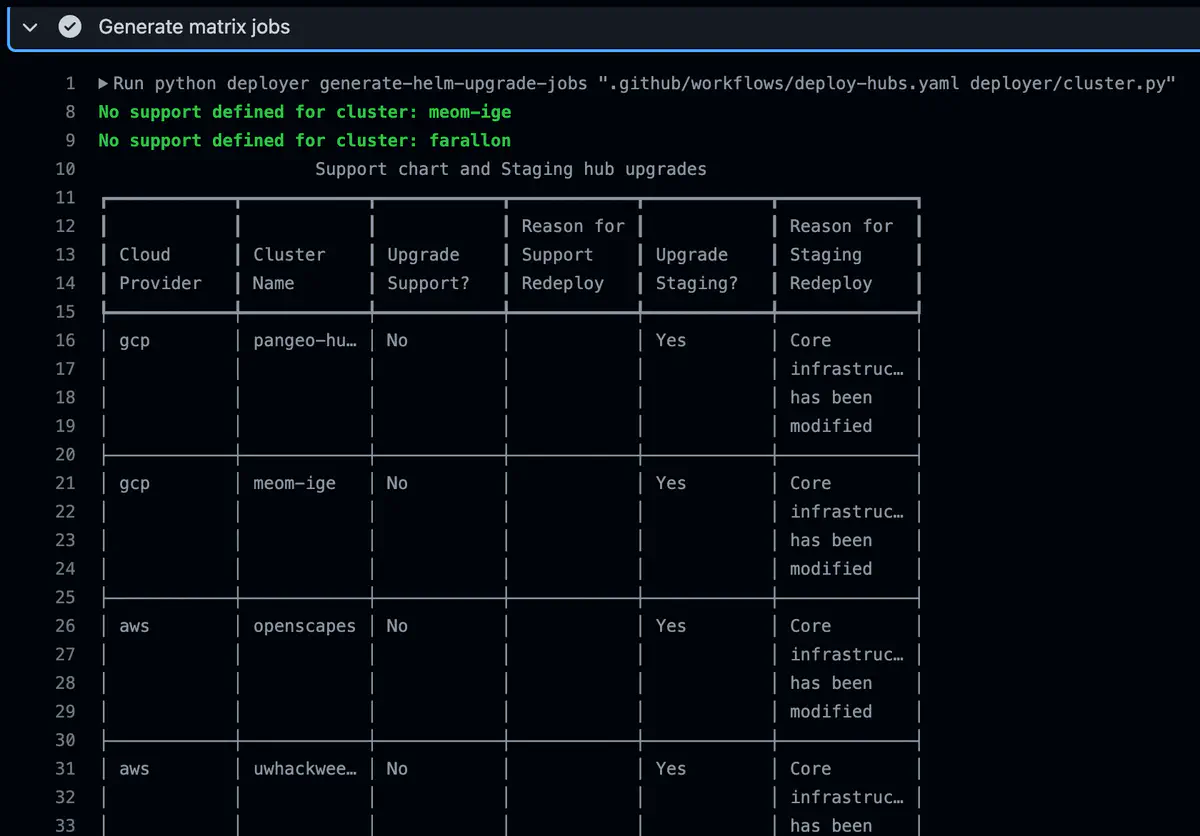 Generate matrix jobs
1 Run python deployer generate-helm-upgrade-jobs ".github/workflows/deploy-hubs.yaml deployer/cluster.py"
8 No support defined for cluster: meom-ige
9 No support defined for cluster: farallon
10 Support chart and Staging hub upgrades
11
12 Reason for Reason for
13 Cloud Cluster Upgrade Support Upgrade Staging
14 Provider Name Support? Redeploy Staging? Redeploy
15
16 gcp pangeo-hu… No Yes Core
17 infrastruc…
18 has been
19 modified
20
21 gcp meom-ige No Yes Core
22 infrastruc…
23 has been
24 modified
25
26 aws openscapes No Yes Core
27 infrastruc…
28 has been
29 modified
30
31 aws uwhackwee… No Yes Core
32 infrastruc…
33 has been